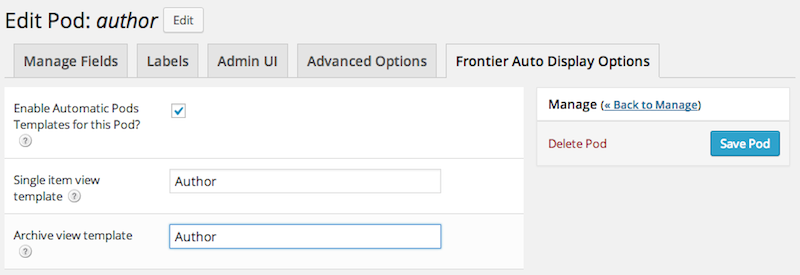 Edit Pod: author Edit
Manage Fields Labels Admin UI Advanced Options Frontier Auto Display Options
Enable Automatic Pods
Templates for this Pod?
?
Single item view
template ?
Author
Archive view template
?
Author
Manage (« Back to Manage)
Delete Pod Save Pod